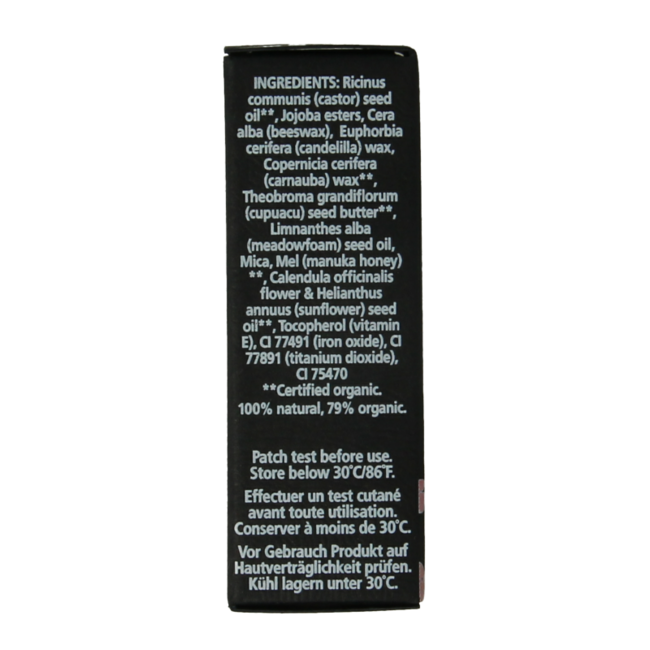 INGREDIENTS: Ricinus
communis (castor) seed
oil**, Jojoba esters, Cera
alba (beeswax), Euphorbia
cerifera (candelilla) wax,
Copernicia cerifera
(carnauba) wax**,
Theobroma grandiflorum
(cupuacu) seed butter**,
Limnanthes alba
(meadowfoam) seed oil,
Mica, Mel (manuka honey)
**, Calendula officinalis
flower & Helianthus
annuus (sunflower) seed
oil**, Tocopherol (vitamin
E), CI 77491 (iron oxide), CI
77891 (titanium dioxide),
CI 75470
**Certified organic.
100% natural, 79% organic.
Patch test before use.
Store below 30°C/86°F.
Effectuer un test cutané
avant toute utilisation.
Conserver à moins de 30°C.
Vor Gebrauch Produkt auf
Hautverträglichkeit prüfen.
Kühl lagern unter 30°C.